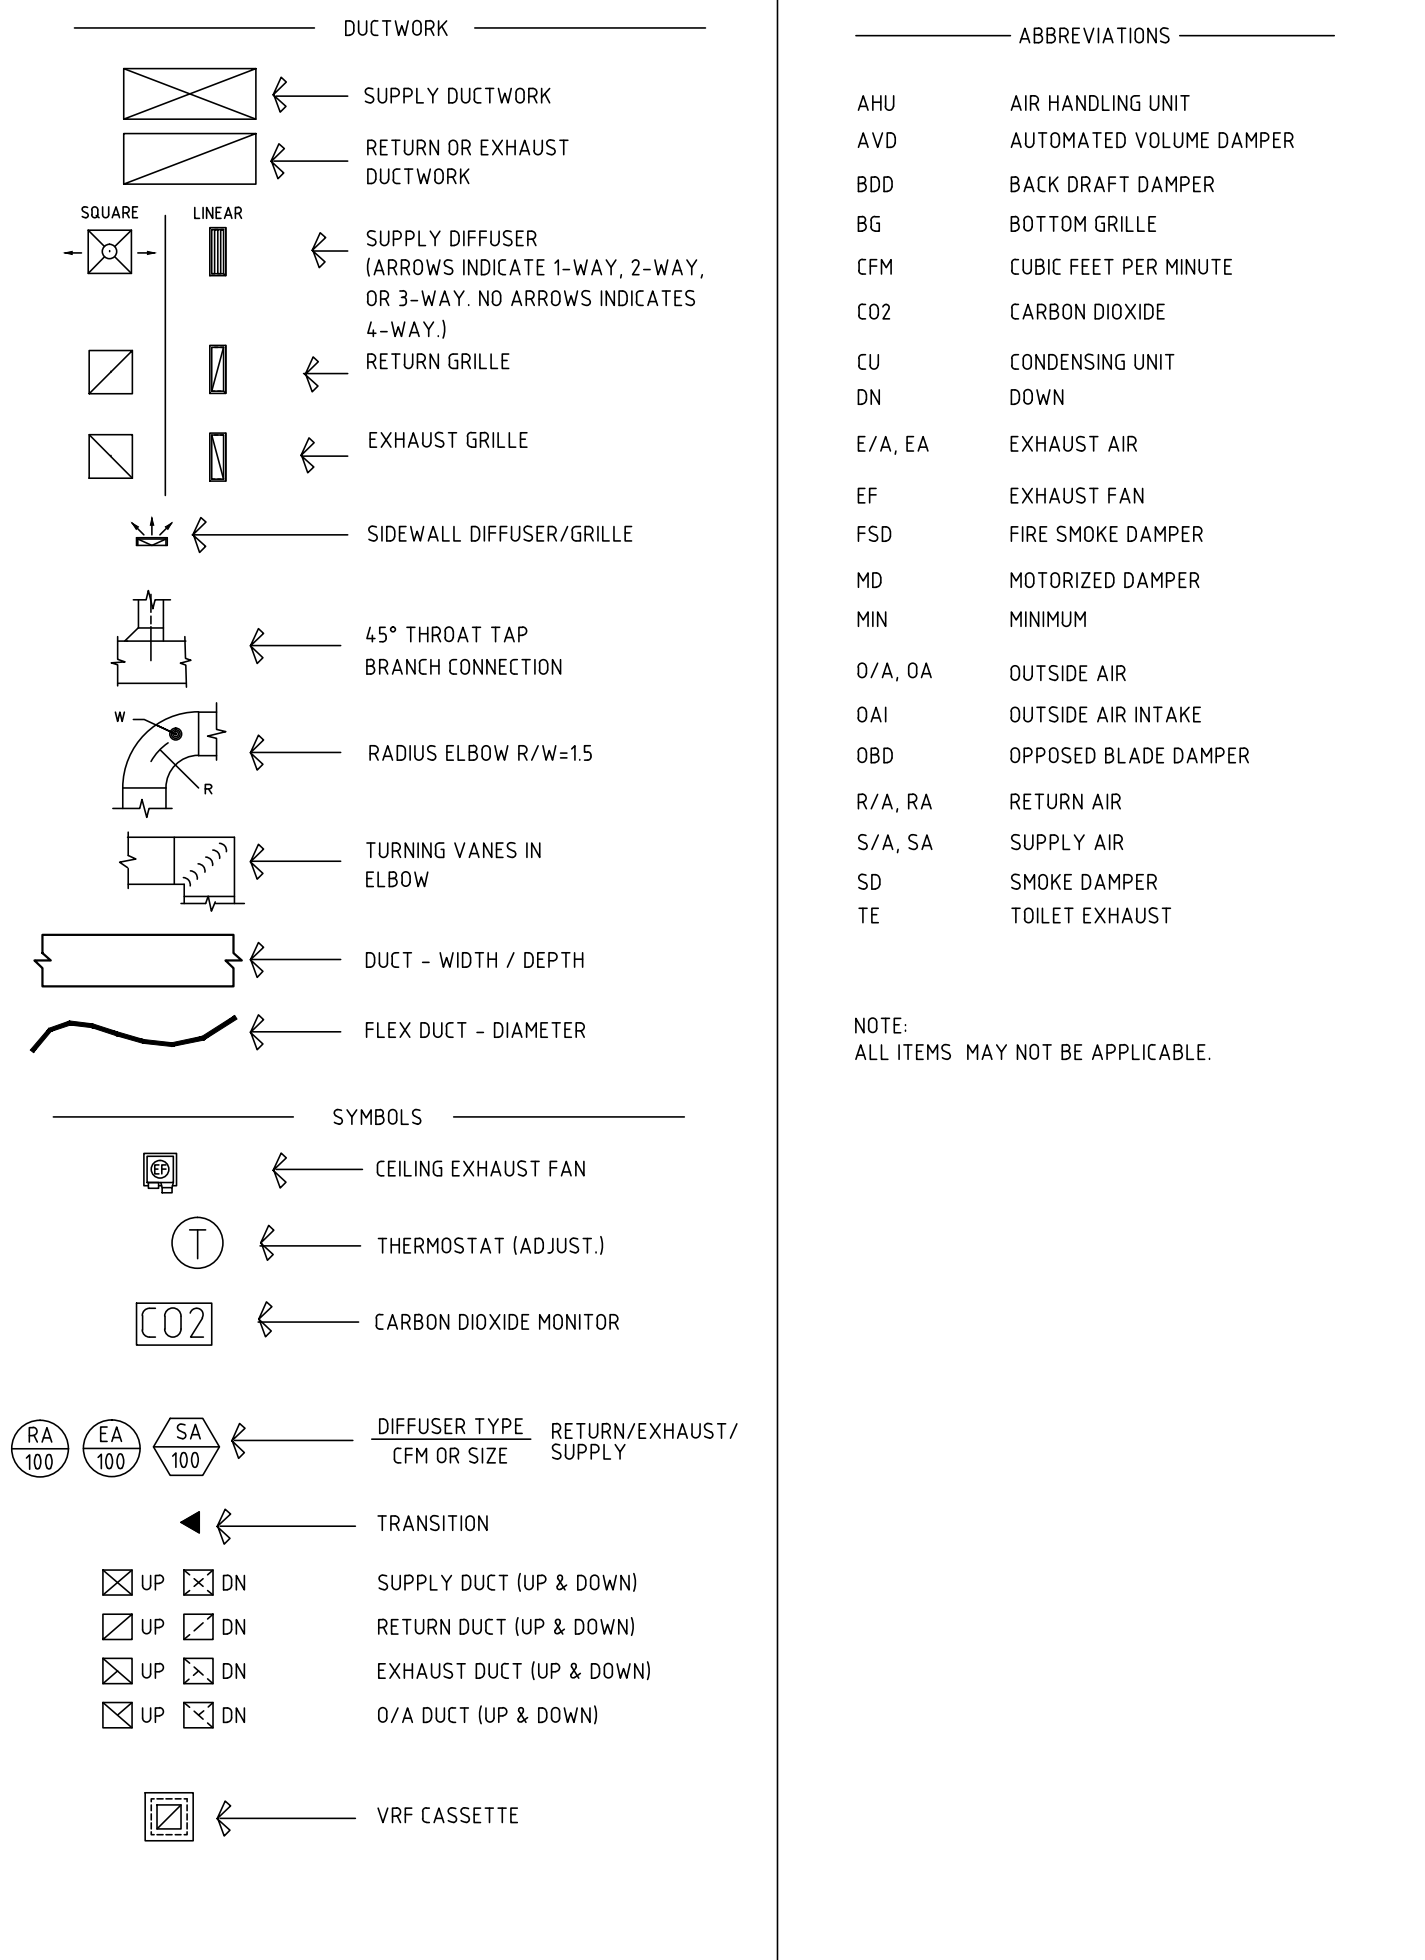 DUCTWORK
SUPPLY DUCTWORK
RETURN OR EXHAUST
DUCTWORK
SQUARE
LINEAR
SUPPLY DIFFUSER
(ARROWS INDICATE 1-WAY, 2-WAY,
OR 3-WAY. NO ARROWS INDICATES
4-WAY.)
RETURN GRILLE
EXHAUST GRILLE
SIDEWALL DIFFUSER/GRILLE
45° THROAT TAP
BRANCH CONNECTION
W
R
RADIUS ELBOW R/W=1.5
TURNING VANES IN
ELBOW
DUCT - WIDTH / DEPTH
FLEX DUCT - DIAMETER
SYMBOLS
EF
CEILING EXHAUST FAN
T
THERMOSTAT (ADJUST.)
CO2
CARBON DIOXIDE MONITOR
RA
100
EA
100
SA
100
DIFFUSER TYPE
CFM OR SIZE
RETURN/EXHAUST/
SUPPLY
TRANSITION
UP DN SUPPLY DUCT (UP & DOWN)
UP DN RETURN DUCT (UP & DOWN)
UP DN EXHAUST DUCT (UP & DOWN)
UP DN O/A DUCT (UP & DOWN)
VRF CASSETTE
ABBREVIATIONS
AHU AIR HANDLING UNIT
AVD AUTOMATED VOLUME DAMPER
BDD BACK DRAFT DAMPER
BG BOTTOM GRILLE
CFM CUBIC FEET PER MINUTE
CO2 CARBON DIOXIDE
CU CONDENSING UNIT
DN DOWN
E/A, EA EXHAUST AIR
EF EXHAUST FAN
FSD FIRE SMOKE DAMPER
MD MOTORIZED DAMPER
MIN MINIMUM
O/A, OA OUTSIDE AIR
OAI OUTSIDE AIR INTAKE
OBD OPPOSED BLADE DAMPER
R/A, RA RETURN AIR
S/A, SA SUPPLY AIR
SD SMOKE DAMPER
TE TOILET EXHAUST
NOTE:
ALL ITEMS MAY NOT BE APPLICABLE.